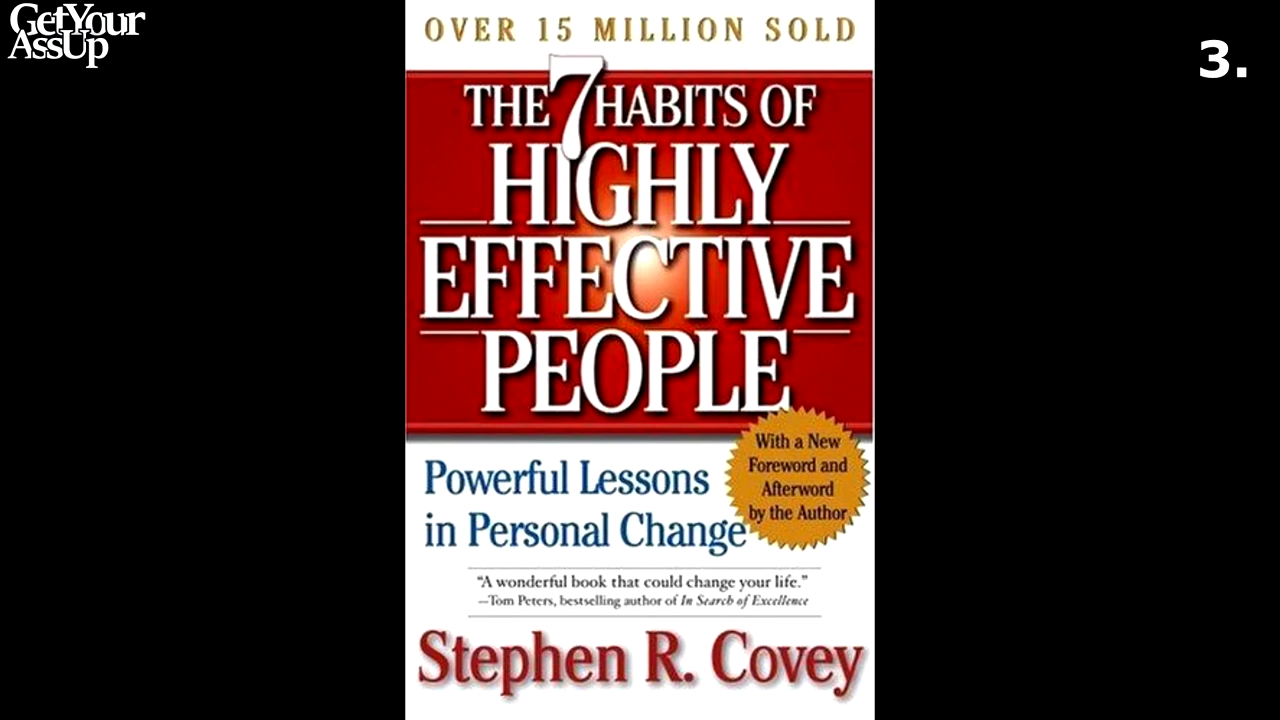 GetYour
AssUp
3.
OVER 15 MILLION SOLD
THE 7 HABITS OF
HIGHLY
EFFECTIVE
PEOPLE
With a New
Foreword and
Afterword
by the Author
Powerful Lessons
in Personal Change
“A wonderful book that could change your life.”
—Tom Peters, bestselling author of In Search of Excellence
Stephen R. Covey